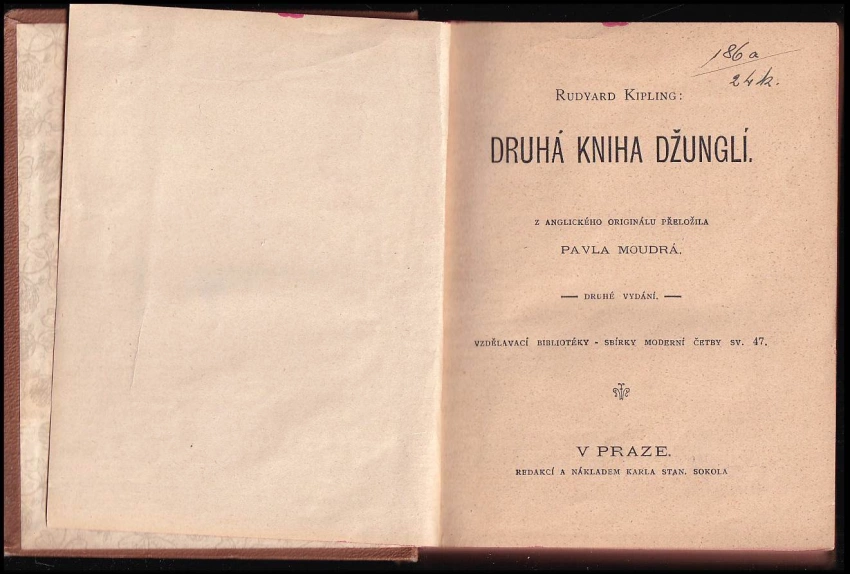 186a
24k.
RUDYARD KIPLING:
DRUHÁ KNIHA DŽUNGLÍ.
Z ANGLICKÉHO ORIGINÁLU PŘELOŽILA
PAVLA MOUDRÁ.
— DRUHÉ VYDÁNÍ. —
VZDĚLAVACÍ BIBLIOTÉKY - SBÍRKY MODERNÍ ČETBY SV. 47.
V PRAZE.
REDAKCÍ A NÁKLADEM KARLA STAN. SOKOLA